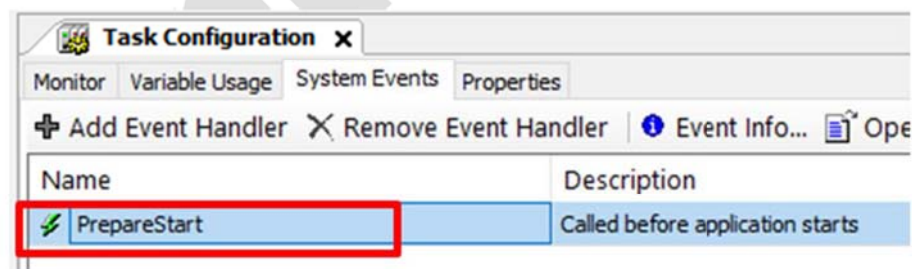 Task Configuration
Monitor Variable Usage System Events Properties
Add Event Handler Remove Event Handler Event Info... Ope
Name Description
PrepareStart Called before application starts